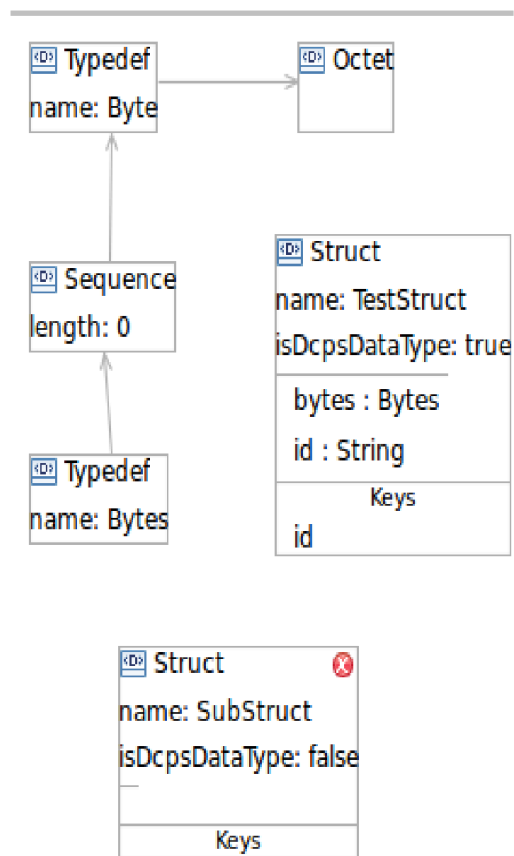 <D> Typedef
name: Byte
<D> Octet
<D> Sequence
length: 0
<D> Typedef
name: Bytes
<D> Struct
name: TestStruct
isDcpsDataType: true
bytes : Bytes
id : String
Keys
id
<D> Struct
name: SubStruct
isDcpsDataType: false
Keys